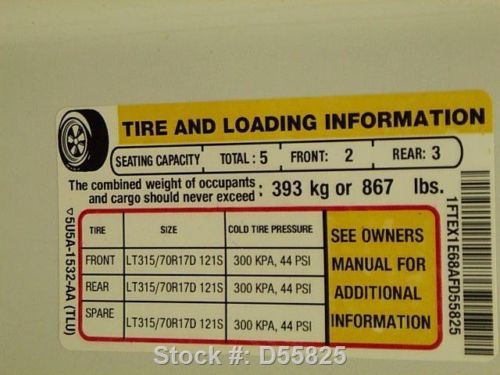 TIRE AND LOADING INFORMATION
SEATING CAPACITY TOTAL : 5 FRONT: 2 REAR: 3
The combined weight of occupants
and cargo should never exceed : 393 kg or 867 lbs.
TIRE SIZE COLD TIRE PRESSURE
FRONT LT315/70R17D 121S 300 KPA, 44 PSI
REAR LT315/70R17D 121S 300 KPA, 44 PSI
SPARE LT315/70R17D 121S 300 KPA, 44 PSI
SEE OWNERS
MANUAL FOR
ADDITIONAL
INFORMATION
5U5A-1532-AA (TLU)
1FTEX1E68AFD55825
Stock #: D55825